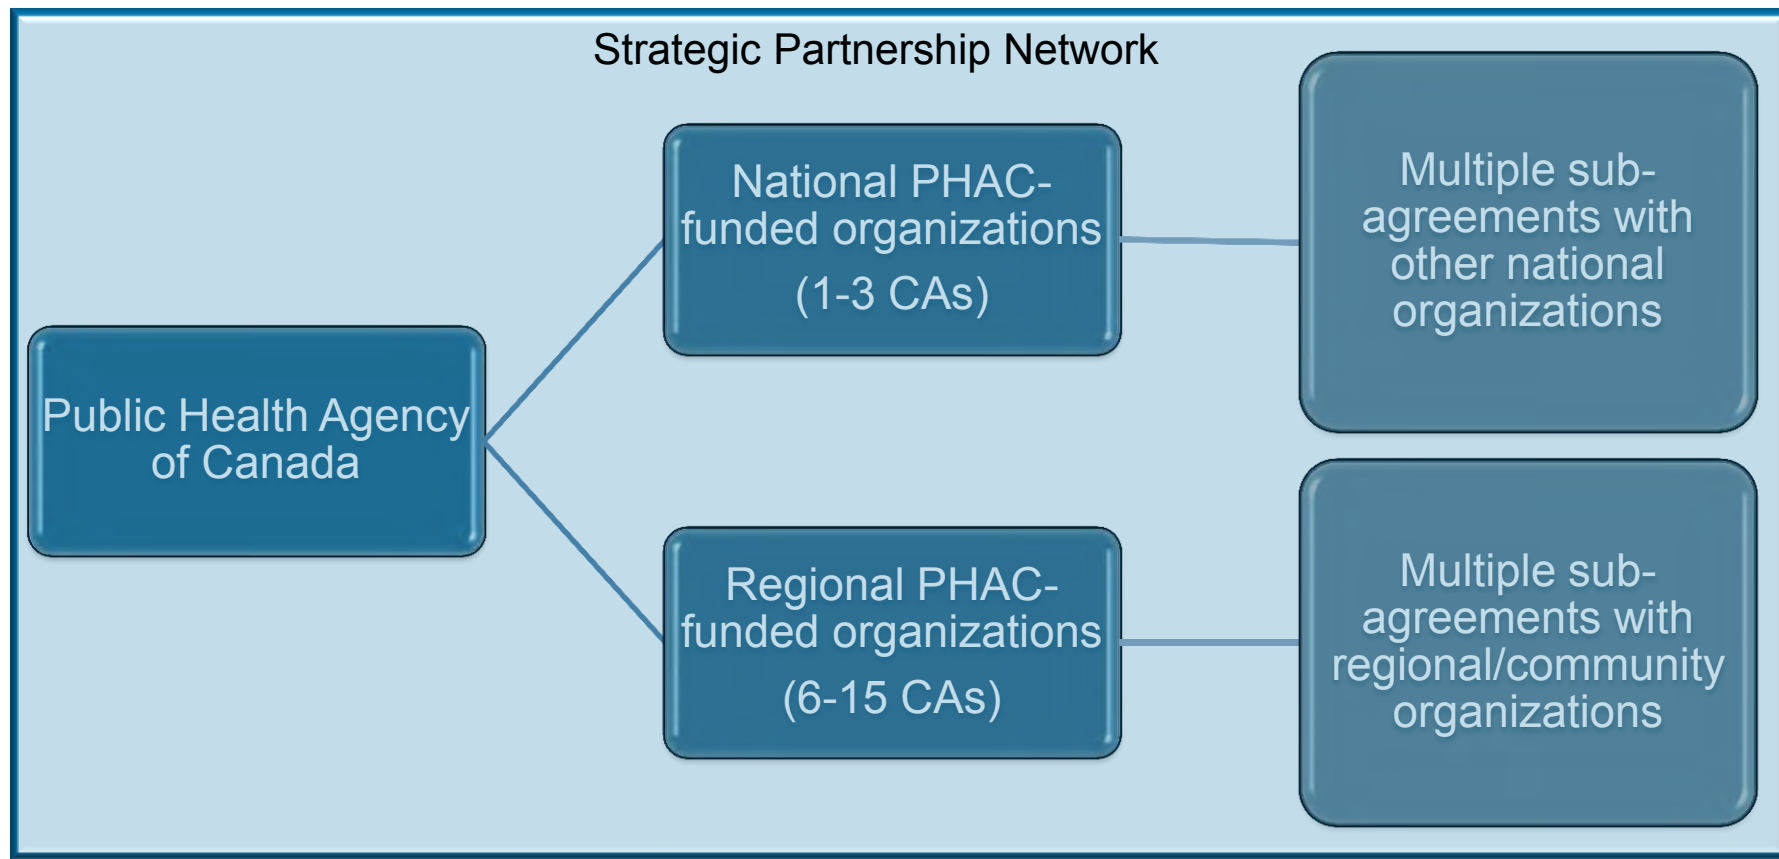 Strategic Partnership Network
Public Health Agency
of Canada
National PHAC-
funded organizations
(1-3 CAs)
Multiple sub-
agreements with
other national
organizations
Regional PHAC-
funded organizations
(6-15 CAs)
Multiple sub-
agreements with
regional/community
organizations